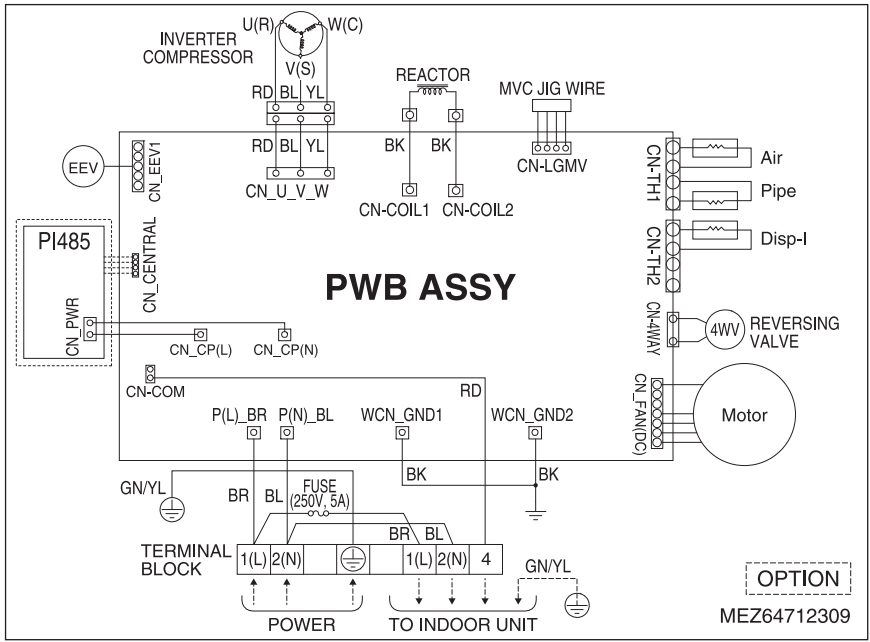 U(R)
W(C)
INVERTER
COMPRESSOR
V(S)
REACTOR
MVC JIG WIRE
RD BL YL
RD BL YL
BK BK
EEV
CN_EEV1
CN_U_V_W
CN-COIL1 CN-COIL2
CN-LGMV
CN-TH1
Air
Pipe
CN-TH2
Disp-I
PI485
CN_CENTRAL
PWB ASSY
CN_PWR
CN_CP(L)
CN_CP(N)
CN-4WAY
4WV
REVERSING
VALVE
CN-COM
RD
CN_FAN(DC)
Motor
P(L)_BR P(N)_BL WCN_GND1 WCN_GND2
GN/YL
BR BL
FUSE
(250V, 5A)
BK BK
BR BL
TERMINAL
BLOCK
1(L) 2(N) 1(L) 2(N) 4
GN/YL
POWER
TO INDOOR UNIT
OPTION
MEZ64712309